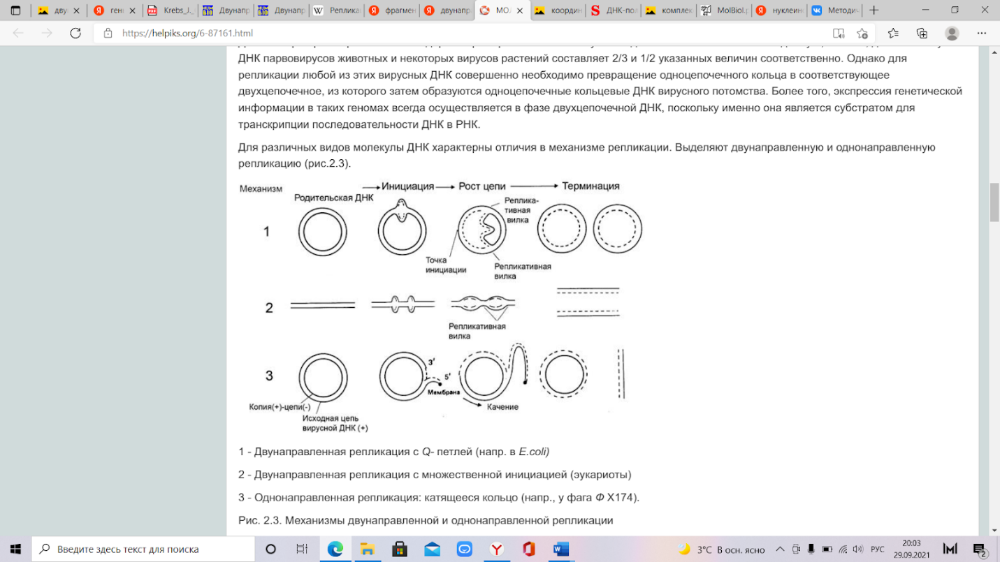 дву
ген
Krebs_J._
Двунапр
Двунапр
Реплика
фрагмен
двунапр
МОЛ
координ
ДНК-пол
комплек
MolBiol.р
нуклеин
Методич
https://helpiks.org/6-87161.html
ДНК парвовирусов животных и некоторых вирусов растений составляет 2/3 и 1/2 указанных величин соответственно. Однако для
репликации любой из этих вирусных ДНК совершенно необходимо превращение одноцепочечного кольца в соответствующее
двухцепочечное, из которого затем образуются одноцепочечные кольцевые ДНК вирусного потомства. Более того, экспрессия генетической
информации в таких геномах всегда осуществляется в фазе двухцепочечной ДНК, поскольку именно она является субстратом для
транскрипции последовательности ДНК в РНК.
Для различных видов молекулы ДНК характерны отличия в механизме репликации. Выделяют двунаправленную и однонаправленную
репликацию (рис.2.3).
Механизм
Родительская ДНК
Инициация
Рост цепи
Терминация
Реплика-
тивная
вилка
1
Точка
инициации
Репликативная
вилка
2
Репликативная
вилка
3
3'
5'
Мембрана
Качение
Копия(+)-цепи(-)
Исходная цепь
вирусной ДНК (+)
1 - Двунаправленная репликация с Q- петлей (напр. в E.coli)
2 - Двунаправленная репликация с множественной инициацией (эукариоты)
3 - Однонаправленная репликация: катящееся кольцо (напр., у фага Ф Х174).
Рис. 2.3. Механизмы двунаправленной и однонаправленной репликации
Введите здесь текст для поиска
3°C В осн. ясно
РУС
20:03
29.09.2021
2